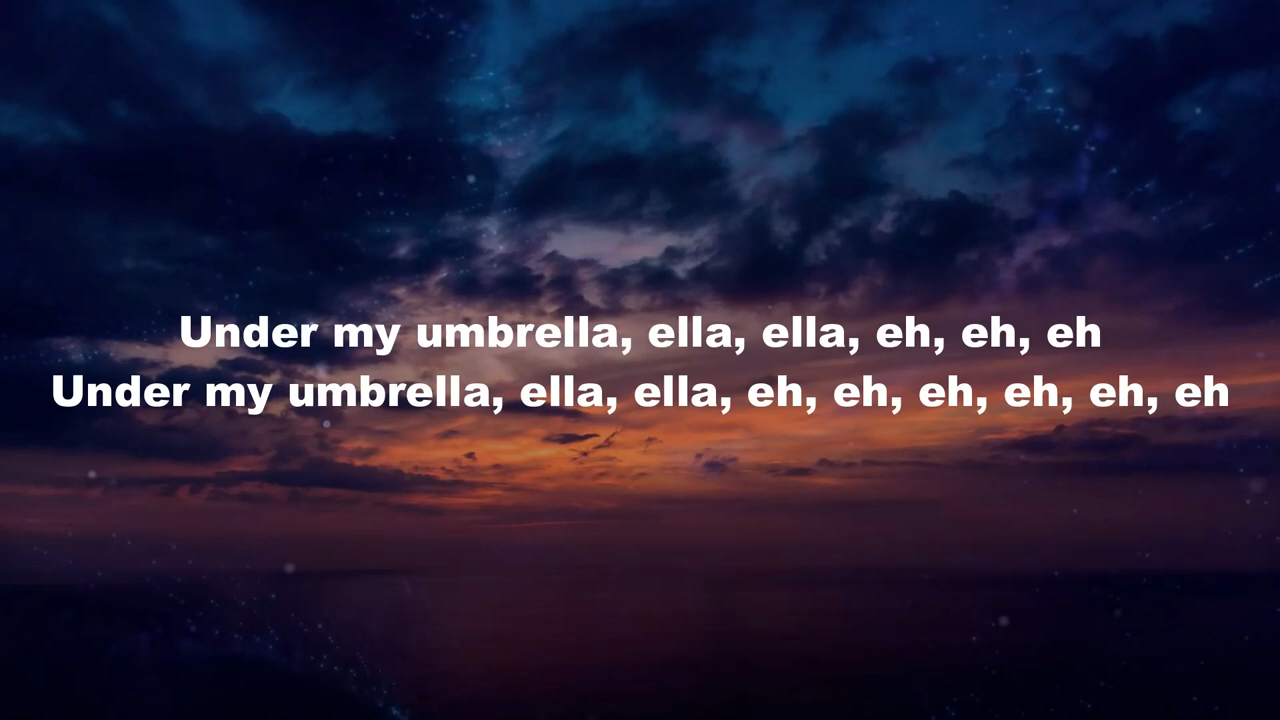 Under my umbrella, ella, ella, eh, eh, eh
Under my umbrella, ella, ella, eh, eh, eh, eh, eh, eh